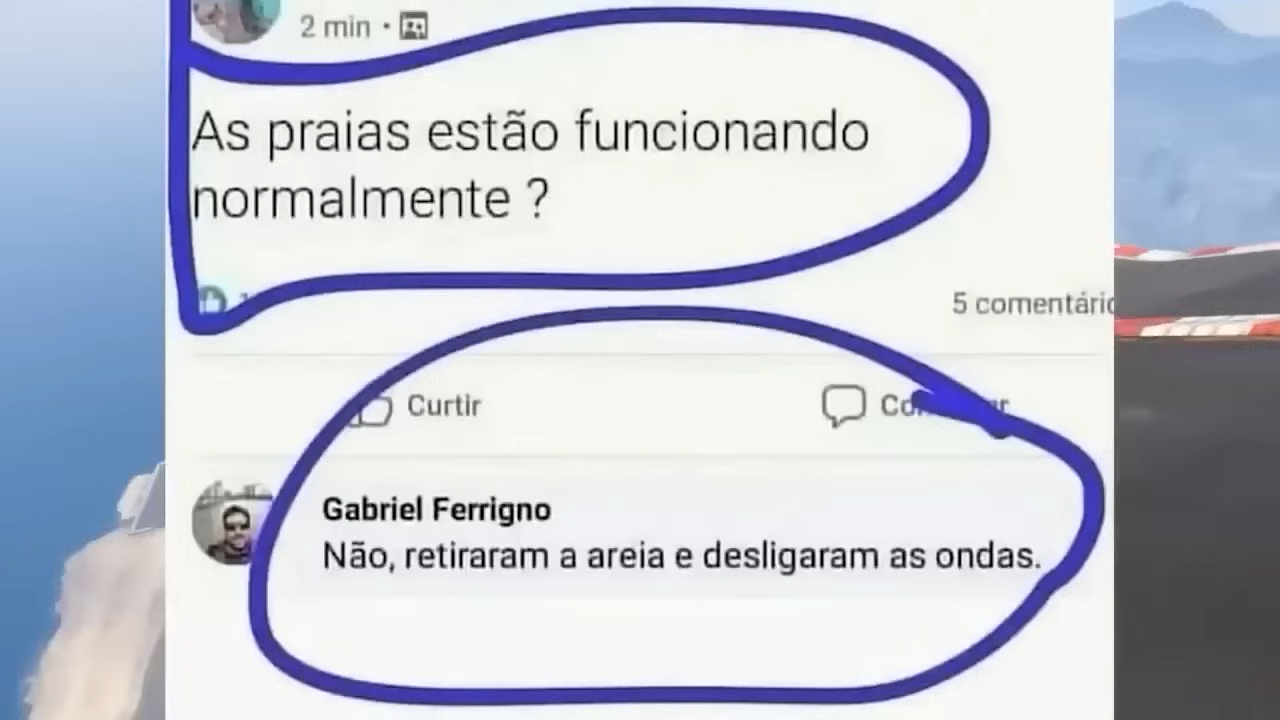 2 min
As praias estão funcionando
normalmente ?
5 comentário
Curtir
Gabriel Ferrigno
Não, retiraram a areia e desligaram as ondas.